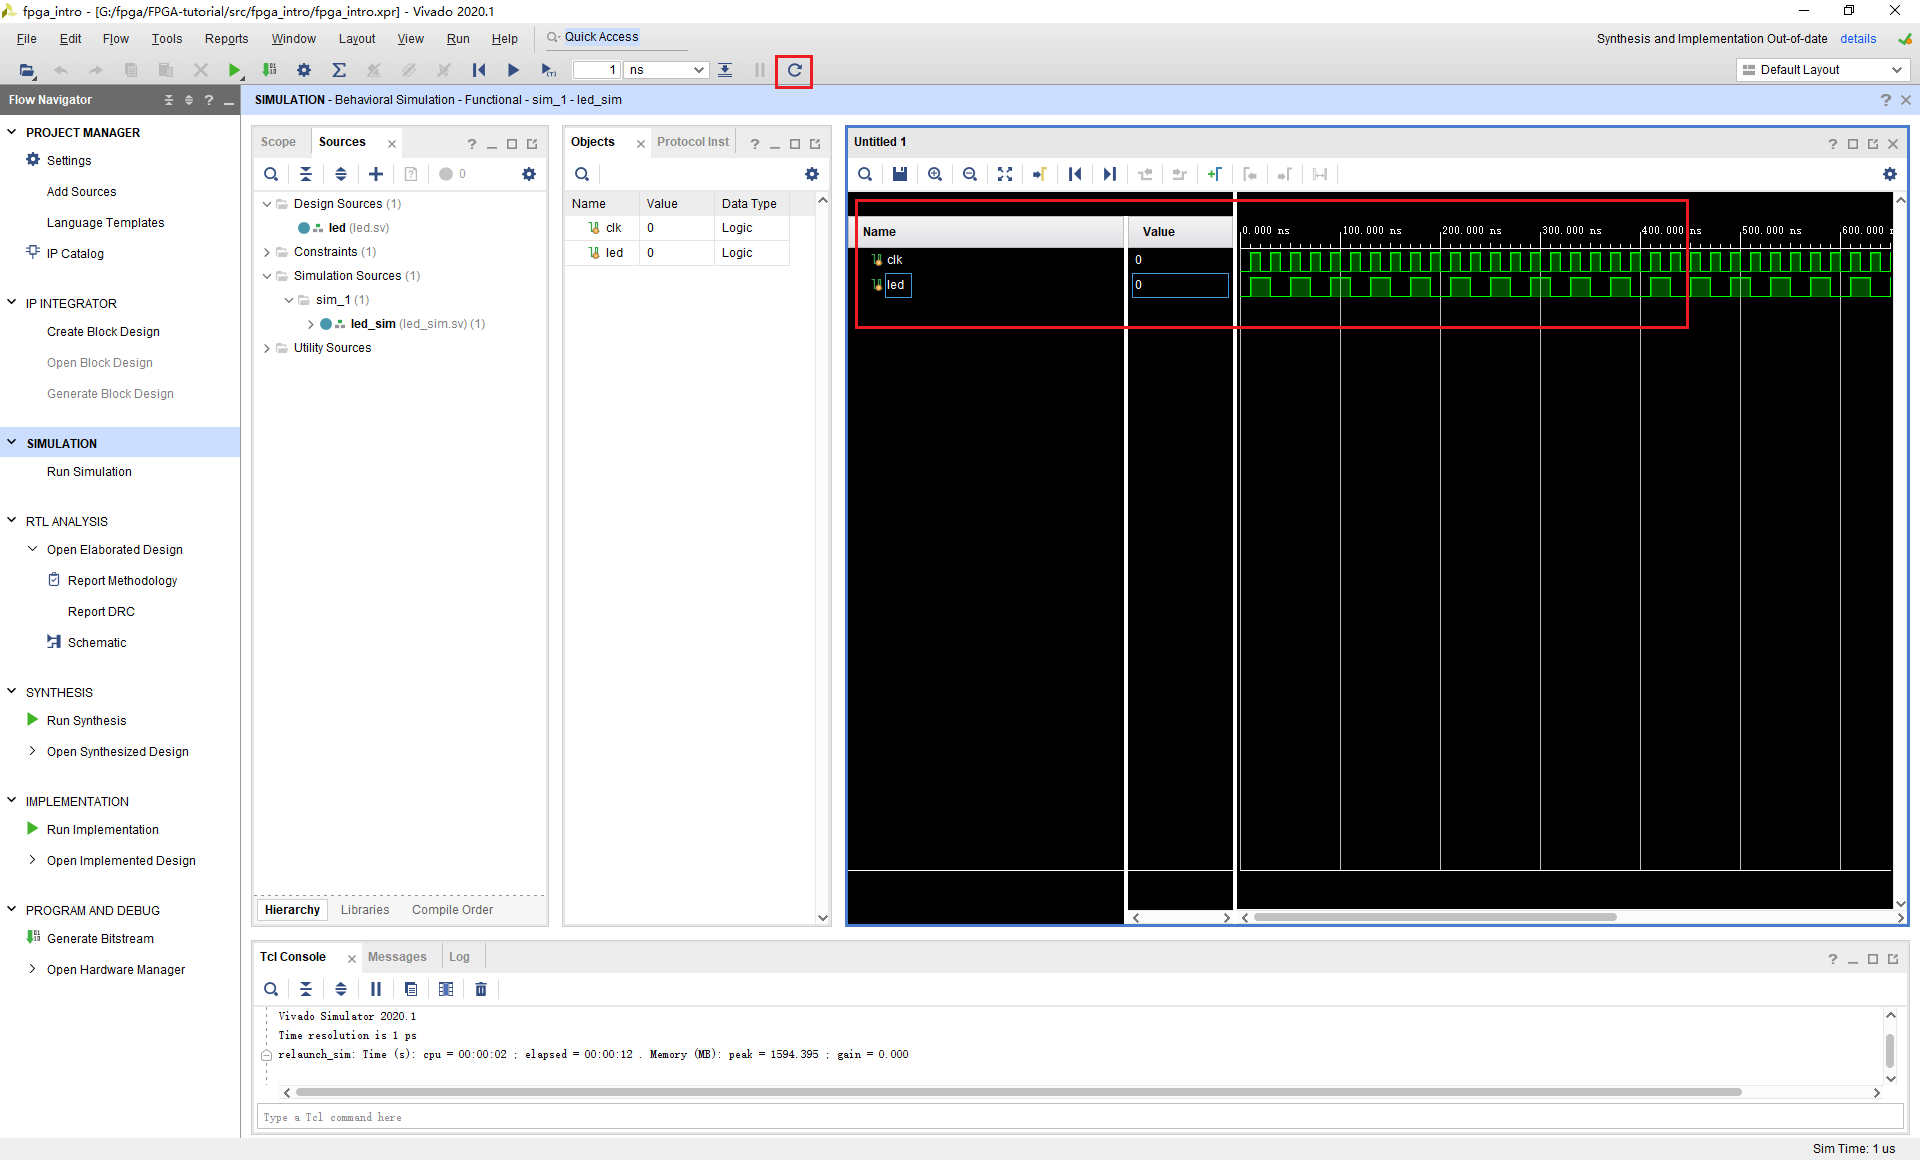 fpga_intro - [G:/fpga/FPGA-tutorial/src/fpga_intro/fpga_intro.xpr] - Vivado 2020.1
File Edit Flow Tools Reports Window Layout View Run Help Quick Access
Synthesis and Implementation Out-of-date details
1 ns
Default Layout
Flow Navigator
SIMULATION - Behavioral Simulation - Functional - sim_1 - led_sim
PROJECT MANAGER
Settings
Add Sources
Language Templates
IP Catalog
IP INTEGRATOR
Create Block Design
Open Block Design
Generate Block Design
SIMULATION
Run Simulation
RTL ANALYSIS
Open Elaborated Design
Report Methodology
Report DRC
Schematic
SYNTHESIS
Run Synthesis
Open Synthesized Design
IMPLEMENTATION
Run Implementation
Open Implemented Design
PROGRAM AND DEBUG
Generate Bitstream
Open Hardware Manager
Scope Sources
0
Design Sources (1)
led (led.sv)
Constraints (1)
Simulation Sources (1)
sim_1 (1)
led_sim (led_sim.sv) (1)
Utility Sources
Hierarchy Libraries Compile Order
Objects Protocol Inst
Name Value Data Type
clk 0 Logic
led 0 Logic
Untitled 1
Name Value
0.000 ns 100.000 ns 200.000 ns 300.000 ns 400.000 ns 500.000 ns 600.000
clk 0
led 0
Tcl Console Messages Log
Vivado Simulator 2020.1
Time resolution is 1 ps
relaunch_sim: Time (s): cpu = 00:00:02 ; elapsed = 00:00:12 . Memory (MB): peak = 1594.395 ; gain = 0.000
Type a Tcl command here
Sim Time: 1 us